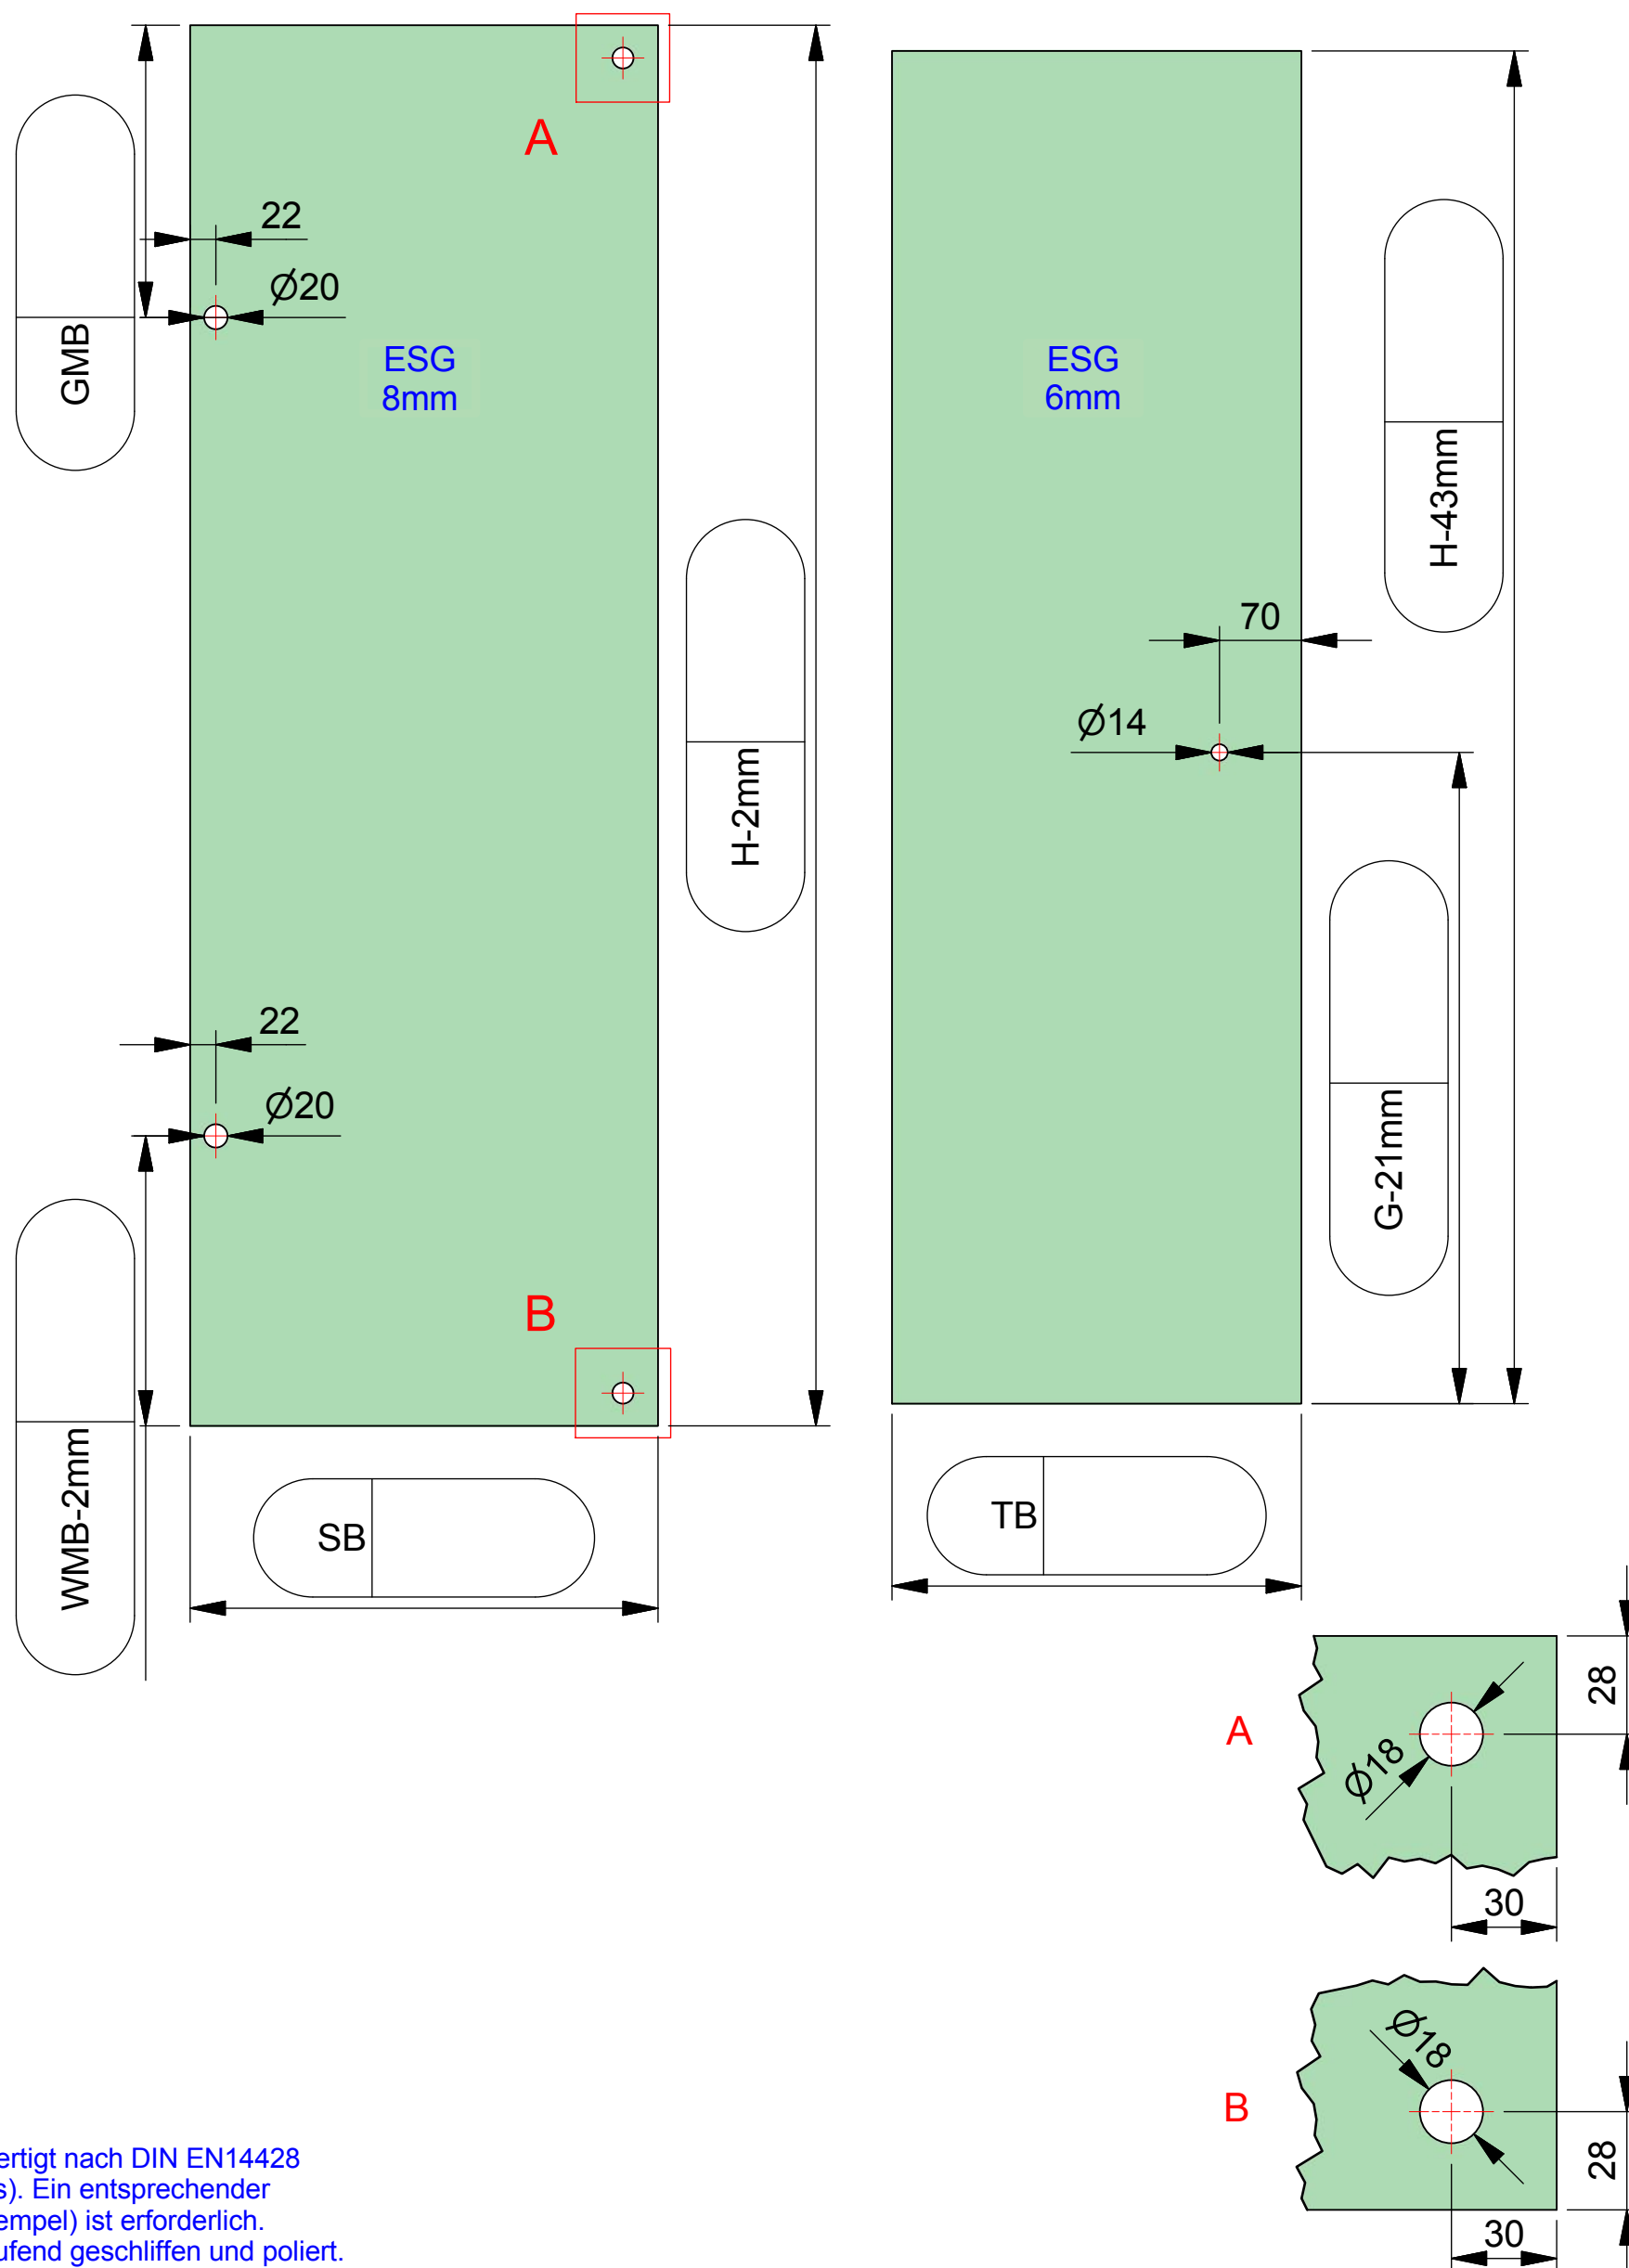 A
22
Ø20
GMB
ESG
8mm
ESG
6mm
H-43mm
70
Ø14
H-2mm
22
Ø20
G-21mm
B
WMB-2mm
SB
TB
A
Ø18
28
30
B
Ø18
28
30
ertigt nach DIN EN14428
s). Ein entsprechender
empel) ist erforderlich.
ufend geschliffen und poliert.